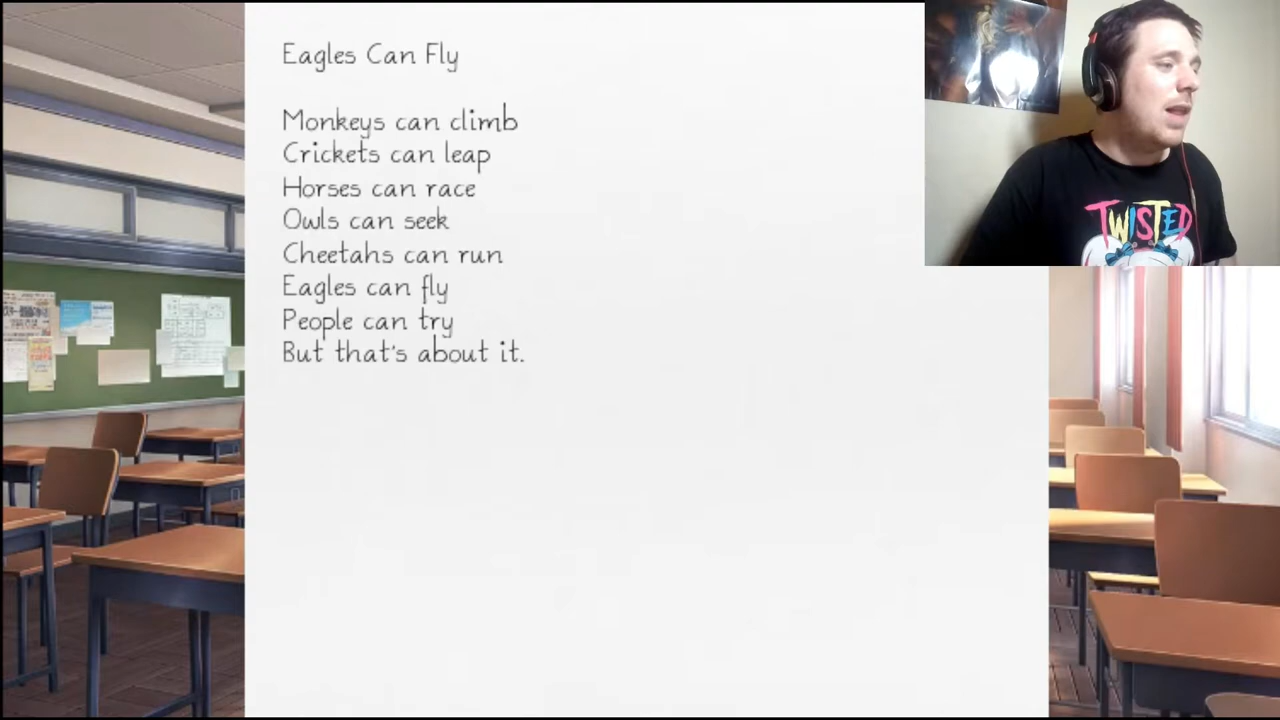 Eagles Can Fly
Monkeys can climb
Crickets can leap
Horses can race
Owls can seek
Cheetahs can run
Eagles can fly
People can try
But that's about it.
TWISTED